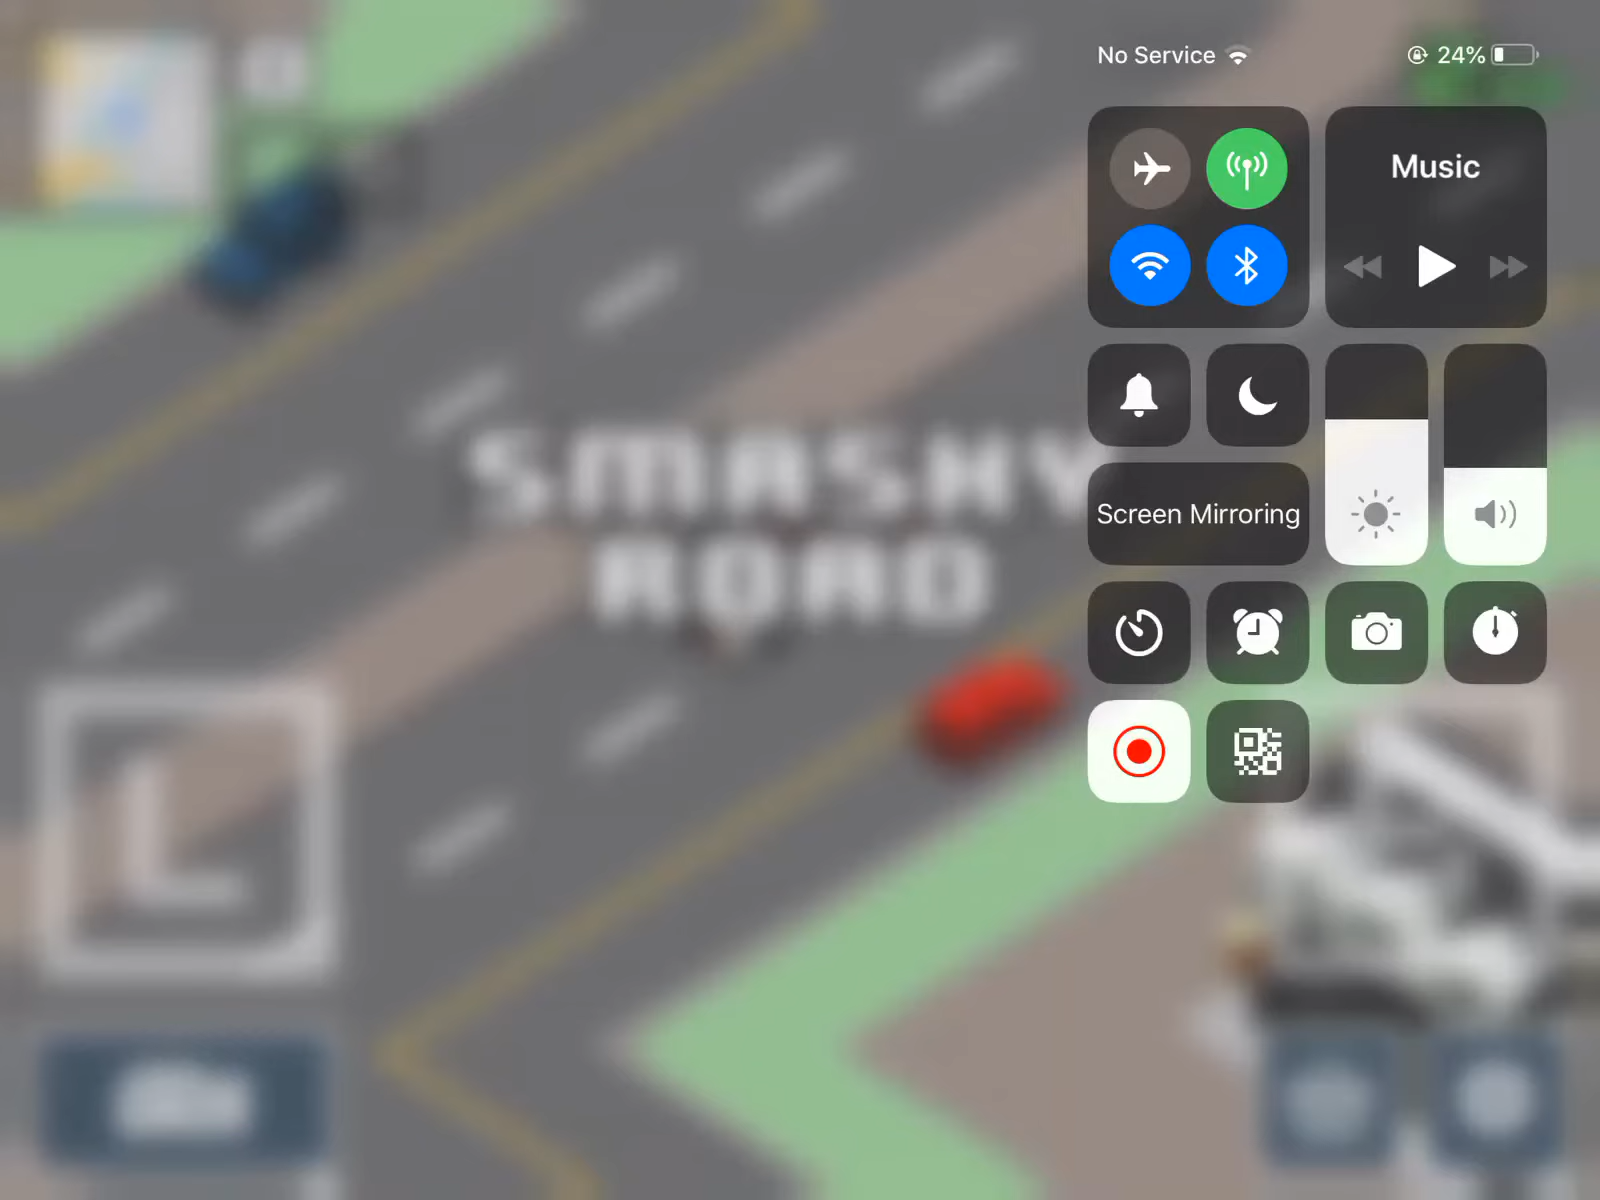 No Service
24%
Music
SMASHY
ROAD
Screen Mirroring